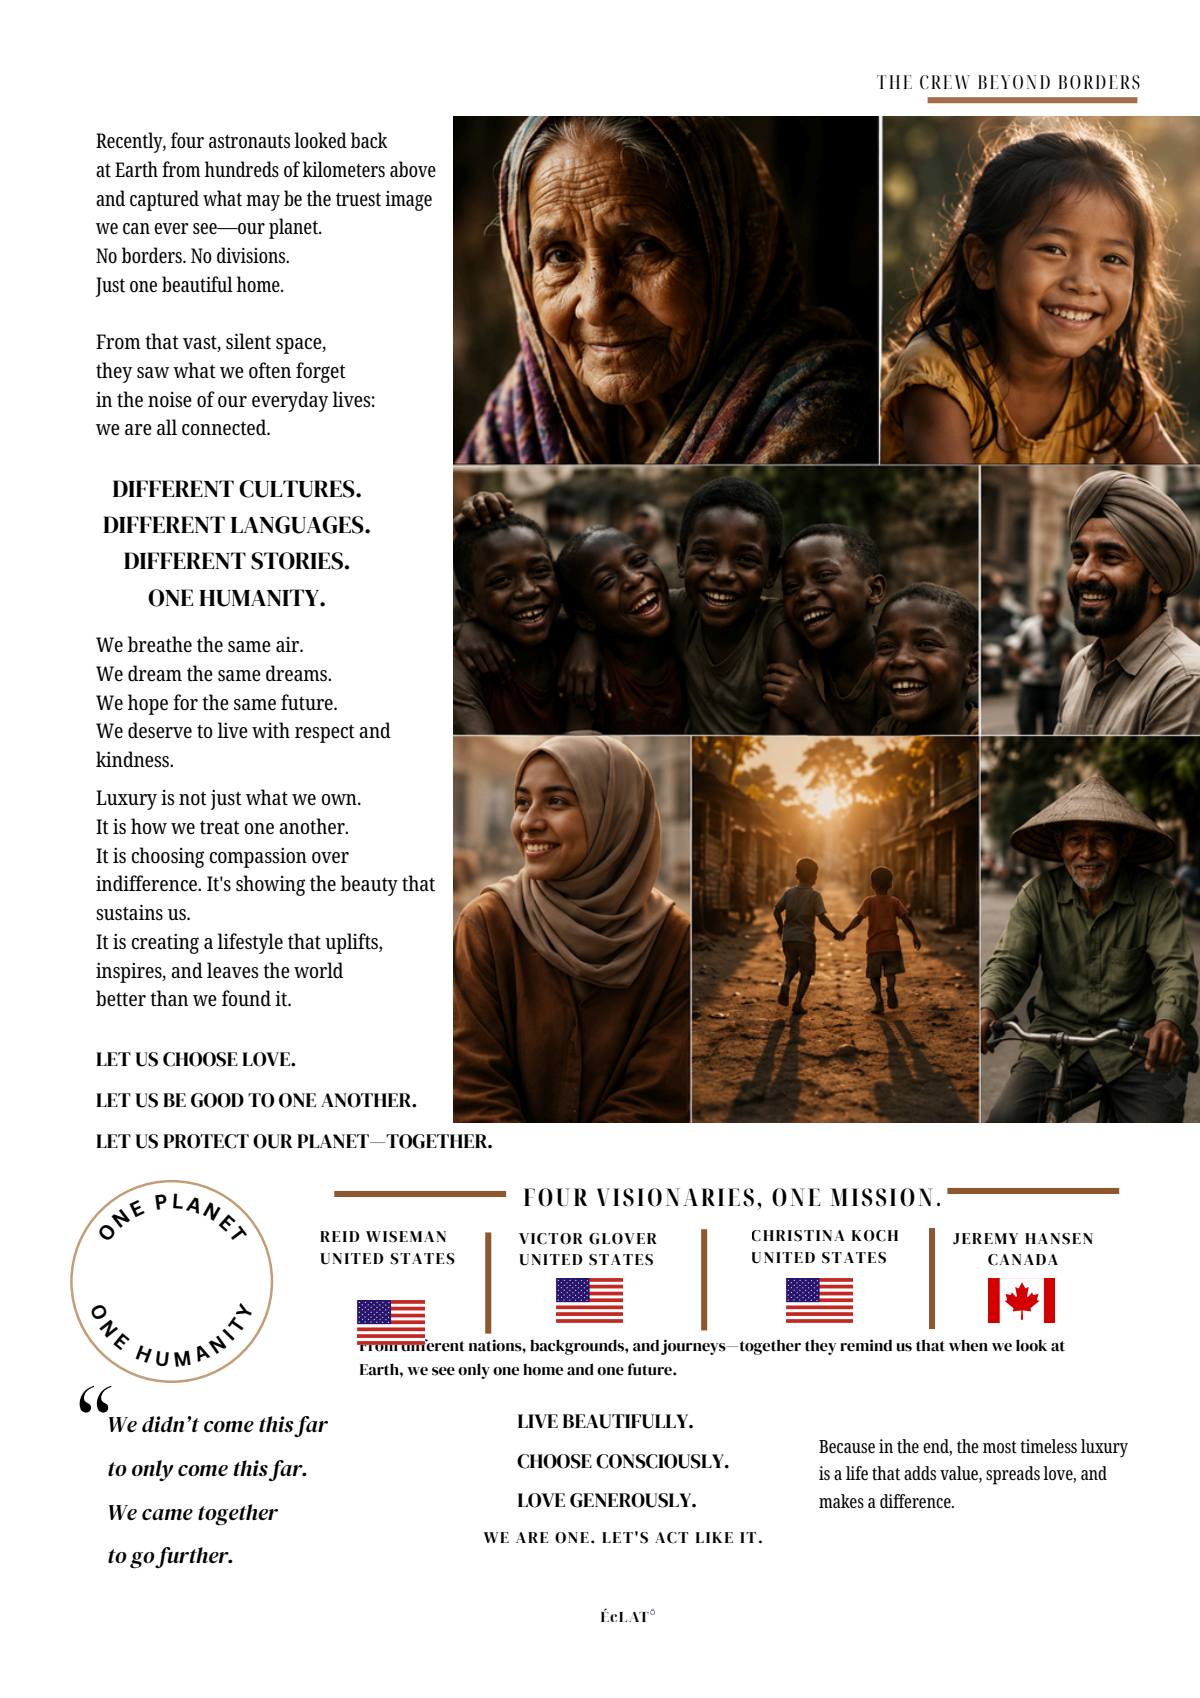 THE CREW BEYOND BORDERS
Recently, four astronauts looked back
at Earth from hundreds of kilometers above
and captured what may be the truest image
we can ever see—our planet.
No borders. No divisions.
Just one beautiful home.
From that vast, silent space,
they saw what we often forget
in the noise of our everyday lives:
we are all connected.
DIFFERENT CULTURES.
DIFFERENT LANGUAGES.
DIFFERENT STORIES.
ONE HUMANITY.
We breathe the same air.
We dream the same dreams.
We hope for the same future.
We deserve to live with respect and
kindness.
Luxury is not just what we own.
It is how we treat one another.
It is choosing compassion over
indifference. It's showing the beauty that
sustains us.
It is creating a lifestyle that uplifts,
inspires, and leaves the world
better than we found it.
LET US CHOOSE LOVE.
LET US BE GOOD TO ONE ANOTHER.
LET US PROTECT OUR PLANET—TOGETHER.
ONE PLANET
ONE HUMANITY
FOUR VISIONARIES, ONE MISSION.
REID WISEMAN
UNITED STATES
VICTOR GLOVER
UNITED STATES
CHRISTINA KOCH
UNITED STATES
JEREMY HANSEN
CANADA
From different nations, backgrounds, and journeys—together they remind us that when we look at
Earth, we see only one home and one future.
“We didn’t come this far
to only come this far.
We came together
to go further.
LIVE BEAUTIFULLY.
CHOOSE CONSCIOUSLY.
LOVE GENEROUSLY.
WE ARE ONE. LET'S ACT LIKE IT.
Because in the end, the most timeless luxury
is a life that adds value, spreads love, and
makes a difference.
ÉcLAT